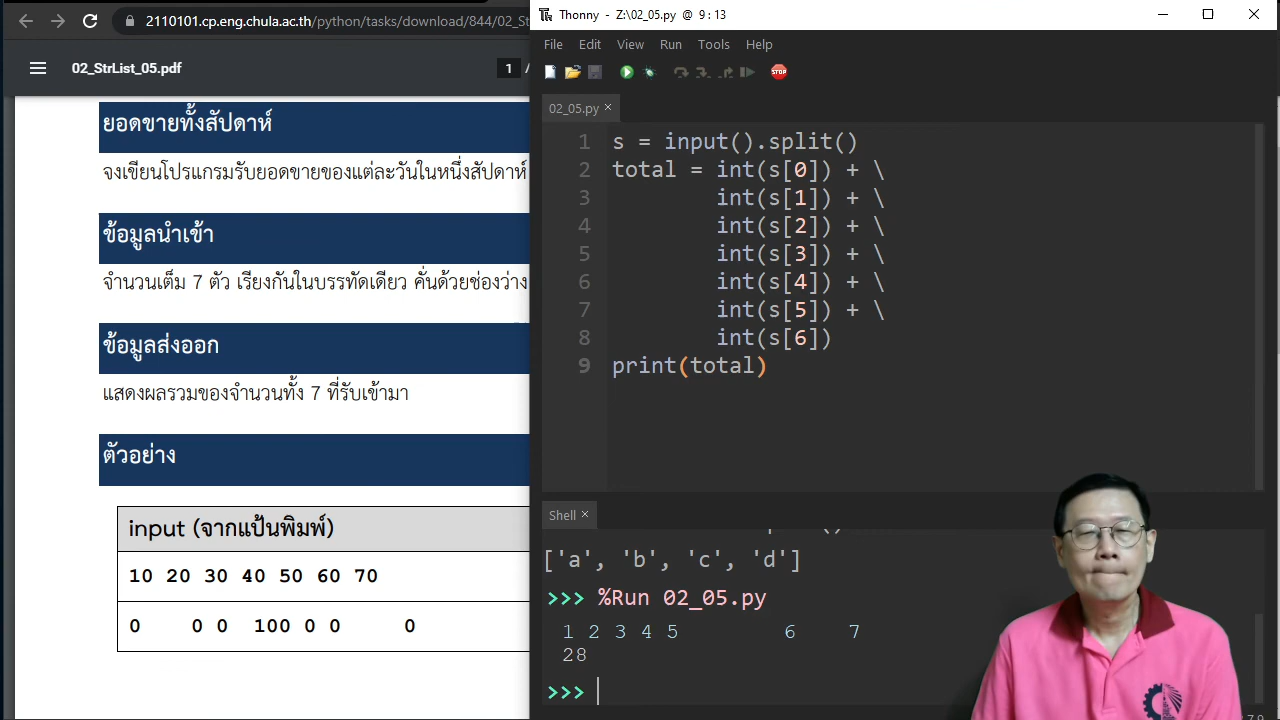 2110101.cp.eng.chula.ac.th/python/tasks/download/844/02_St
02_StrList_05.pdf
1 /
ยอดขายทั้งสัปดาห์
จงเขียนโปรแกรมรับยอดขายของแต่ละวันในหนึ่งสัปดาห์
ข้อมูลนำเข้า
จำนวนเต็ม 7 ตัว เรียงกันในบรรทัดเดียว คั่นด้วยช่องว่าง
ข้อมูลส่งออก
แสดงผลรวมของจำนวนทั้ง 7 ที่รับเข้ามา
ตัวอย่าง
input (จากแป้นพิมพ์)
10 20 30 40 50 60 70
0 0 0 100 0 0 0
Thonny - Z:\02_05.py @ 9:13
File Edit View Run Tools Help
STOP
02_05.py ×
1 s = input().split()
2 total = int(s[0]) + \
3 int(s[1]) + \
4 int(s[2]) + \
5 int(s[3]) + \
6 int(s[4]) + \
7 int(s[5]) + \
8 int(s[6])
9 print(total)
Shell ×
['a', 'b', 'c', 'd']
>>> %Run 02_05.py
1 2 3 4 5 6 7
28
>>>